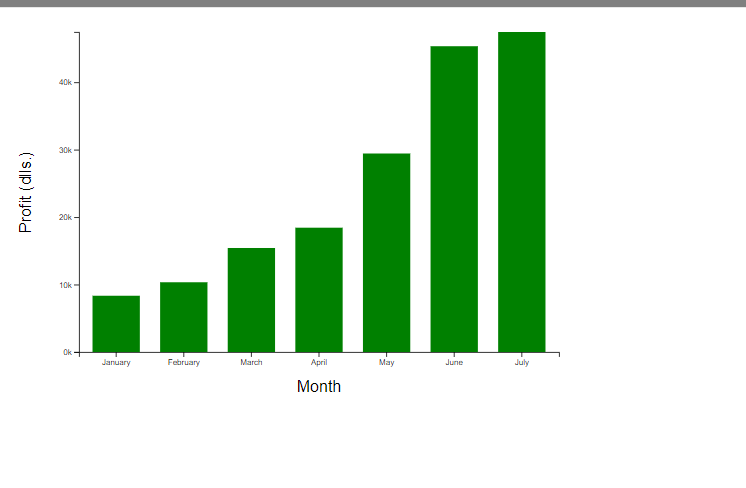 40k
30k
20k
10k
0k
Profit (dlls.)
January February March April May June July
Month